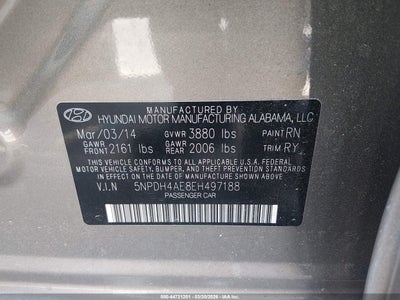 MANUFACTURED BY
HYUNDAI MOTOR MANUFACTURING ALABAMA, LLC
Mar/03/14 GVWR 3880 lbs PAINT RN
GAWR FRONT 2161 lbs GAWR REAR 2006 lbs TRIM RY
THIS VEHICLE CONFORMS TO ALL APPLICABLE U.S. FEDERAL
MOTOR VEHICLE SAFETY, BUMPER, AND THEFT PREVENTION STANDARDS
IN EFFECT ON THE DATE OF MANUFACTURE SHOWN ABOVE.
V.I.N 5NPDH4AE8EH497188
PASSENGER CAR